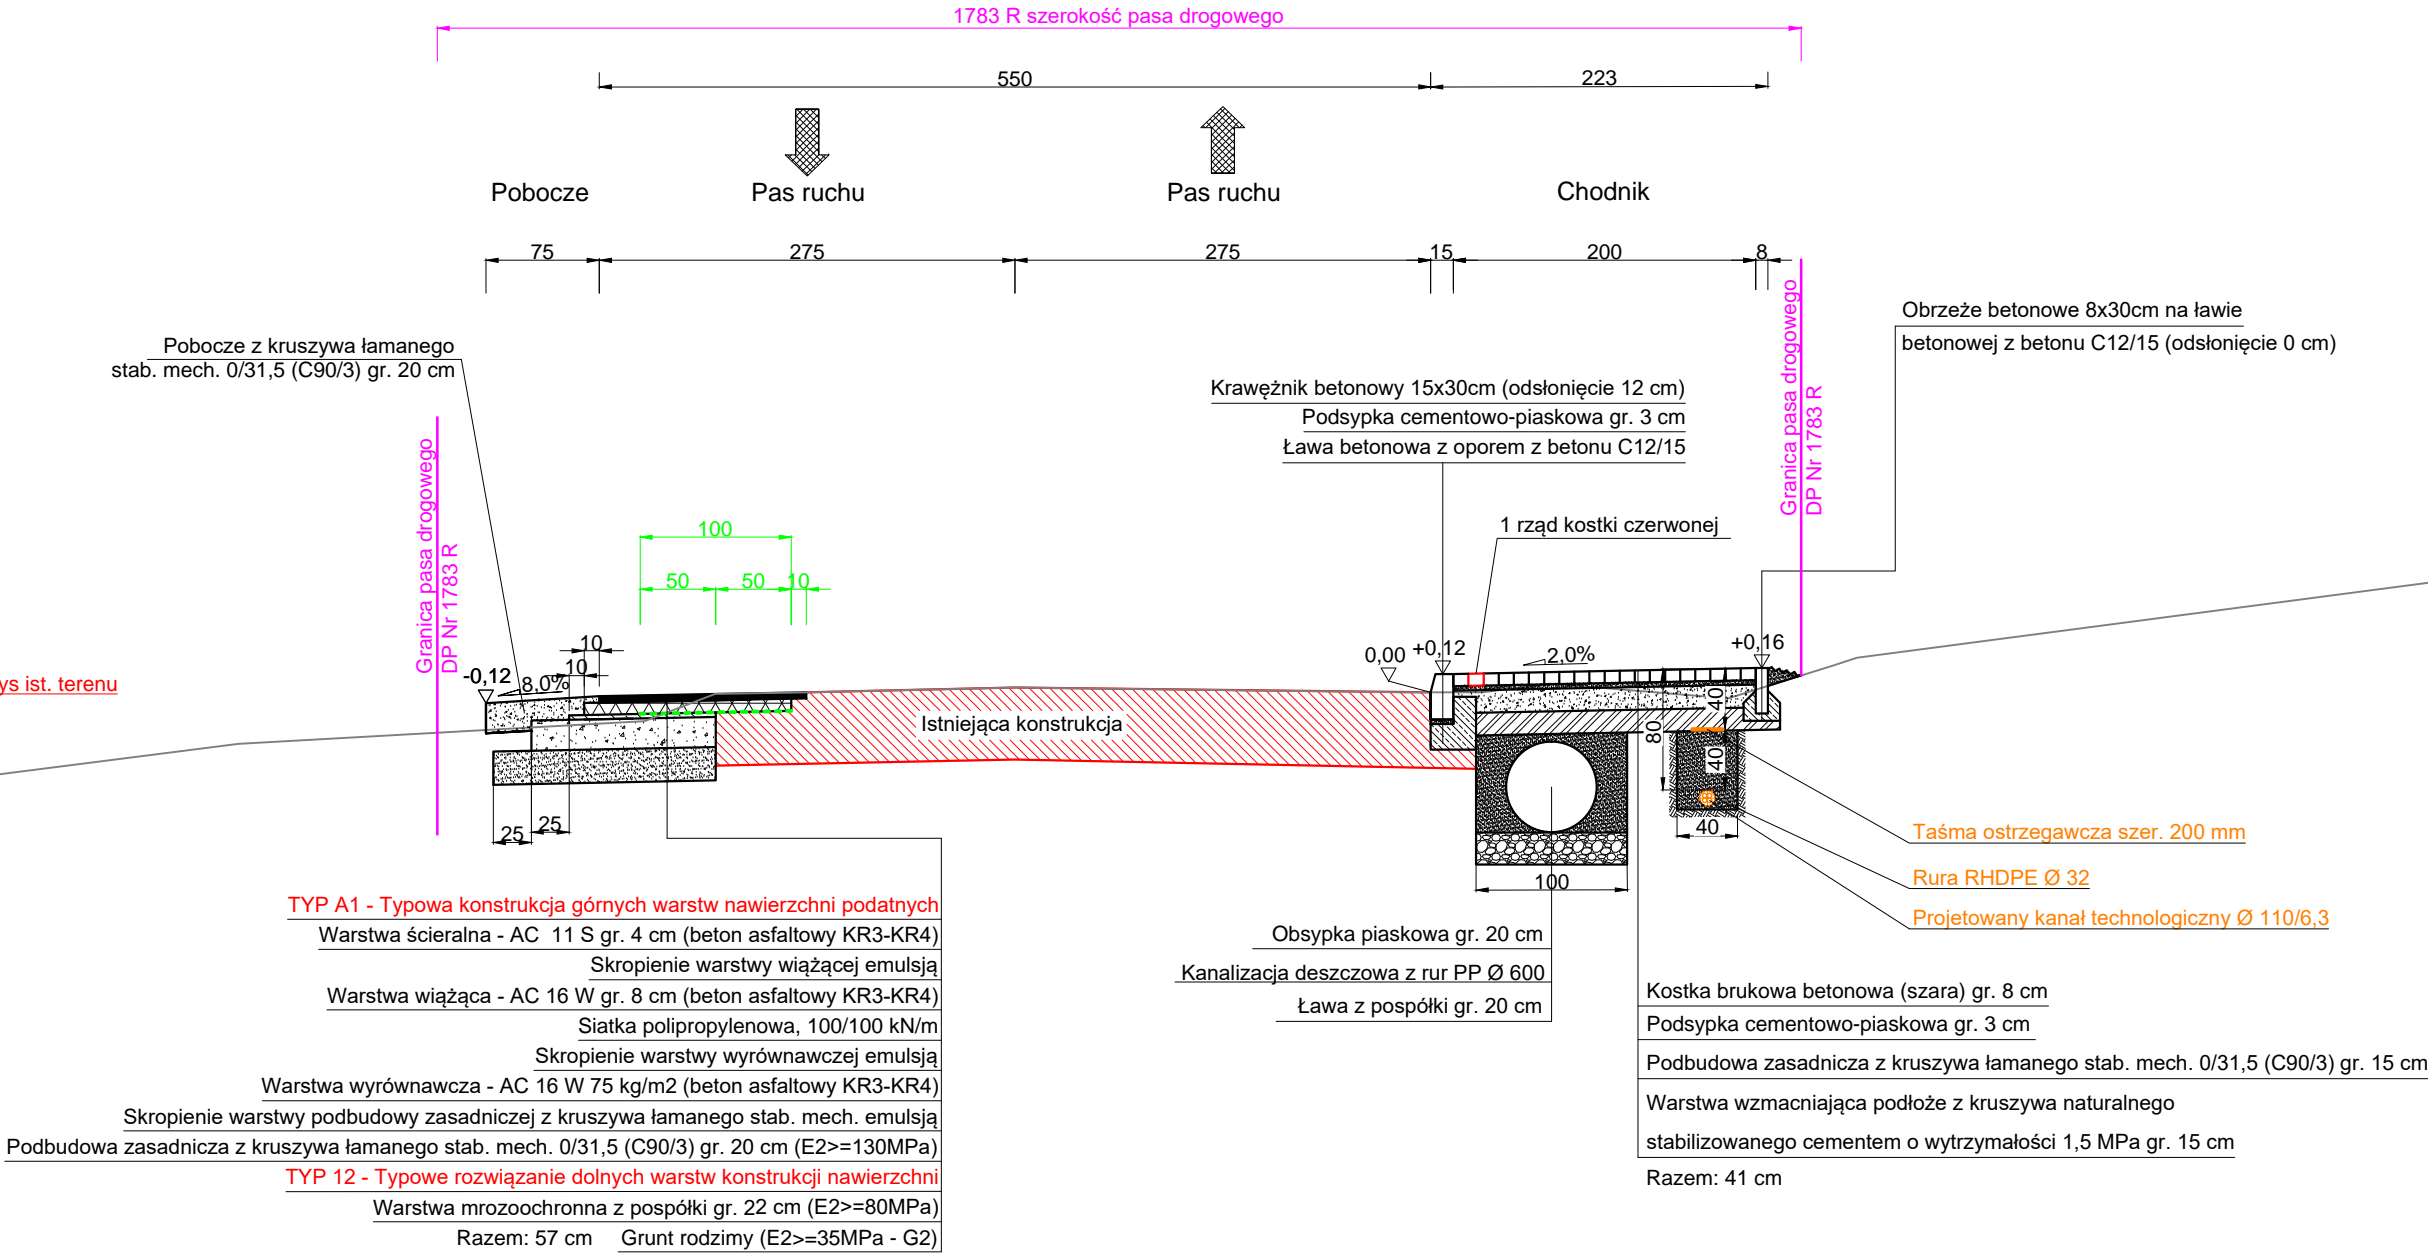 1783 R szerokość pasa drogowego
550
223
Pobocze
Pas ruchu
Pas ruchu
Chodnik
75
275
275
15
200
8
Pobocze z kruszywa łamanego
stab. mech. 0/31,5 (C90/3) gr. 20 cm
Granica pasa drogowego
DP Nr 1783 R
Granica pasa drogowego
DP Nr 1783 R
Obrzeże betonowe 8x30cm na ławie
betonowej z betonu C12/15 (odsłonięcie 0 cm)
Krawężnik betonowy 15x30cm (odsłonięcie 12 cm)
Podsypka cementowo-piaskowa gr. 3 cm
Ława betonowa z oporem z betonu C12/15
1 rząd kostki czerwonej
100
50
50
10
10
10
-0,12
8,0%
0,00
+0,12
2,0%
+0,16
ys ist. terenu
Istniejąca konstrukcja
40
80
40
25
25
40
100
Taśma ostrzegawcza szer. 200 mm
Rura RHDPE Ø 32
Projetowany kanał technologiczny Ø 110/6,3
TYP A1 - Typowa konstrukcja górnych warstw nawierzchni podatnych
Warstwa ścieralna - AC 11 S gr. 4 cm (beton asfaltowy KR3-KR4)
Skropienie warstwy wiążącej emulsją
Warstwa wiążąca - AC 16 W gr. 8 cm (beton asfaltowy KR3-KR4)
Siatka polipropylenowa, 100/100 kN/m
Skropienie warstwy wyrównawczej emulsją
Warstwa wyrównawcza - AC 16 W 75 kg/m2 (beton asfaltowy KR3-KR4)
Skropienie warstwy podbudowy zasadniczej z kruszywa łamanego stab. mech. emulsją
Podbudowa zasadnicza z kruszywa łamanego stab. mech. 0/31,5 (C90/3) gr. 20 cm (E2>=130MPa)
TYP 12 - Typowe rozwiązanie dolnych warstw konstrukcji nawierzchni
Warstwa mrozoochronna z pospółki gr. 22 cm (E2>=80MPa)
Razem: 57 cm
Grunt rodzimy (E2>=35MPa - G2)
Obsypka piaskowa gr. 20 cm
Kanalizacja deszczowa z rur PP Ø 600
Ława z pospółki gr. 20 cm
Kostka brukowa betonowa (szara) gr. 8 cm
Podsypka cementowo-piaskowa gr. 3 cm
Podbudowa zasadnicza z kruszywa łamanego stab. mech. 0/31,5 (C90/3) gr. 15 cm
Warstwa wzmacniająca podłoże z kruszywa naturalnego
stabilizowanego cementem o wytrzymałości 1,5 MPa gr. 15 cm
Razem: 41 cm